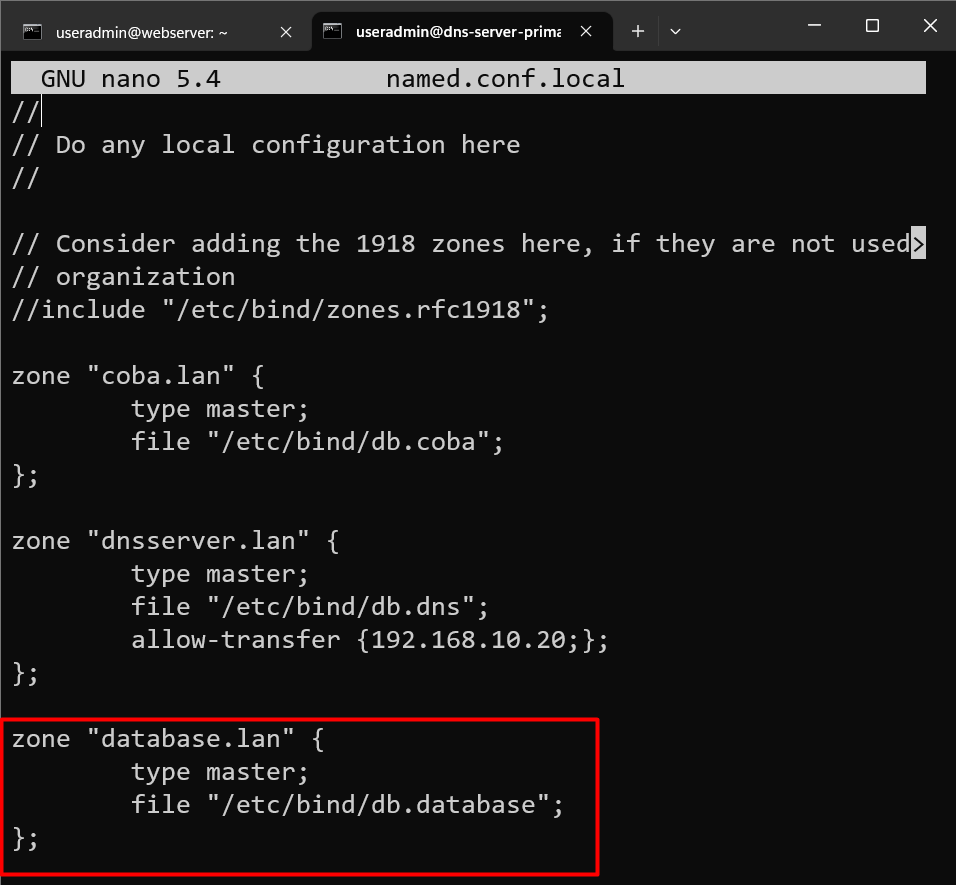 useradmin@webserver: ~
useradmin@dns-server-prima
GNU nano 5.4 named.conf.local
//
// Do any local configuration here
//
// Consider adding the 1918 zones here, if they are not used>
// organization
//include "/etc/bind/zones.rfc1918";
zone "coba.lan" {
type master;
file "/etc/bind/db.coba";
};
zone "dnsserver.lan" {
type master;
file "/etc/bind/db.dns";
allow-transfer {192.168.10.20;};
};
zone "database.lan" {
type master;
file "/etc/bind/db.database";
};